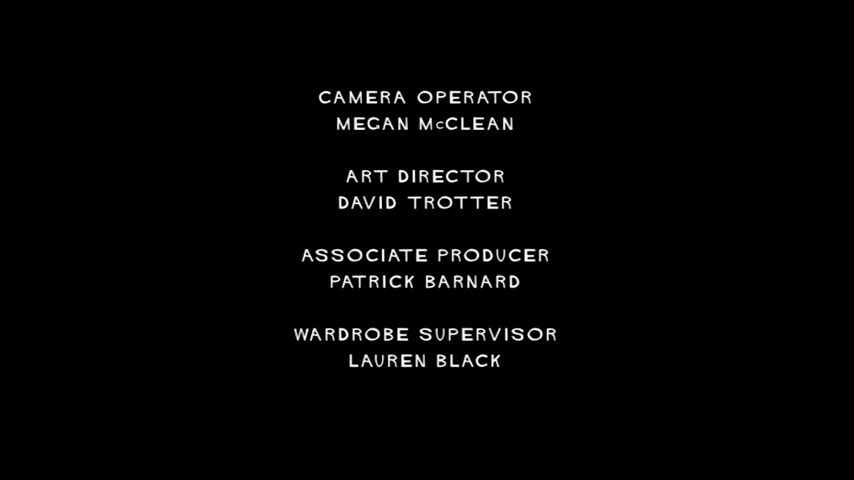 CAMERA OPERATOR
MEGAN McCLEAN
ART DIRECTOR
DAVID TROTTER
ASSOCIATE PRODUCER
PATRICK BARNARD
WARDROBE SUPERVISOR
LAUREN BLACK